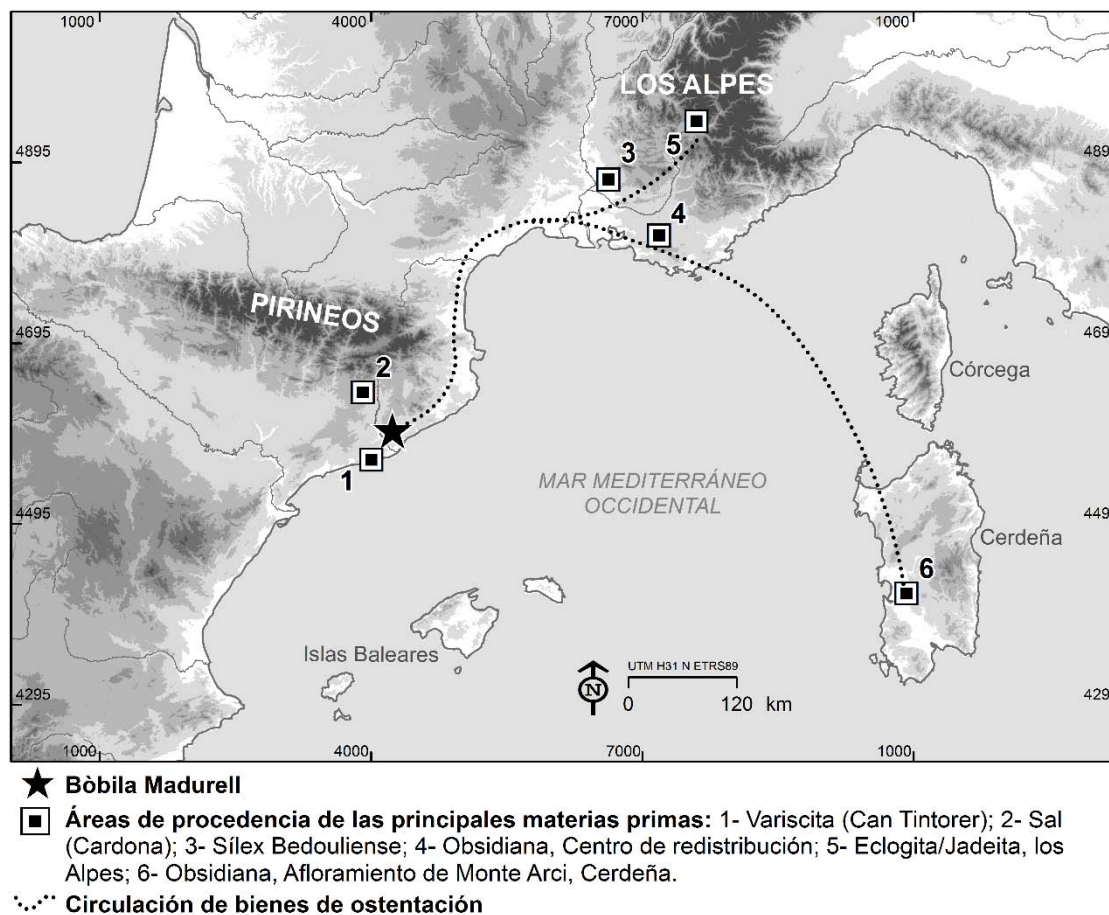 1000 4000 7000 1000
LOS ALPES
5
3
4895 489
4
PIRINEOS
4695 469
2
Córcega
1
MAR MEDITERRÁNEO
OCCIDENTAL
4495 449
Cerdeña
6
Islas Baleares
UTM H31 N ETRS89
N
0 120 km
4295 429
1000 4000 7000 1000
Bòbila Madurell
Áreas de procedencia de las principales materias primas: 1- Variscita (Can Tintorer); 2- Sal
(Cardona); 3- Sílex Bedouliense; 4- Obsidiana, Centro de redistribución; 5- Eclogita/Jadeita, los
Alpes; 6- Obsidiana, Afloramiento de Monte Arci, Cerdeña.
Circulación de bienes de ostentación